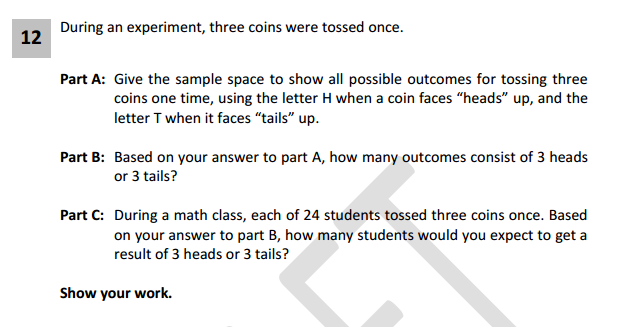 12
During an experiment, three coins were tossed once.
Part A: Give the sample space to show all possible outcomes for tossing three
coins one time, using the letter H when a coin faces “heads” up, and the
letter T when it faces “tails” up.
Part B: Based on your answer to part A, how many outcomes consist of 3 heads
or 3 tails?
Part C: During a math class, each of 24 students tossed three coins once. Based
on your answer to part B, how many students would you expect to get a
result of 3 heads or 3 tails?
Show your work.